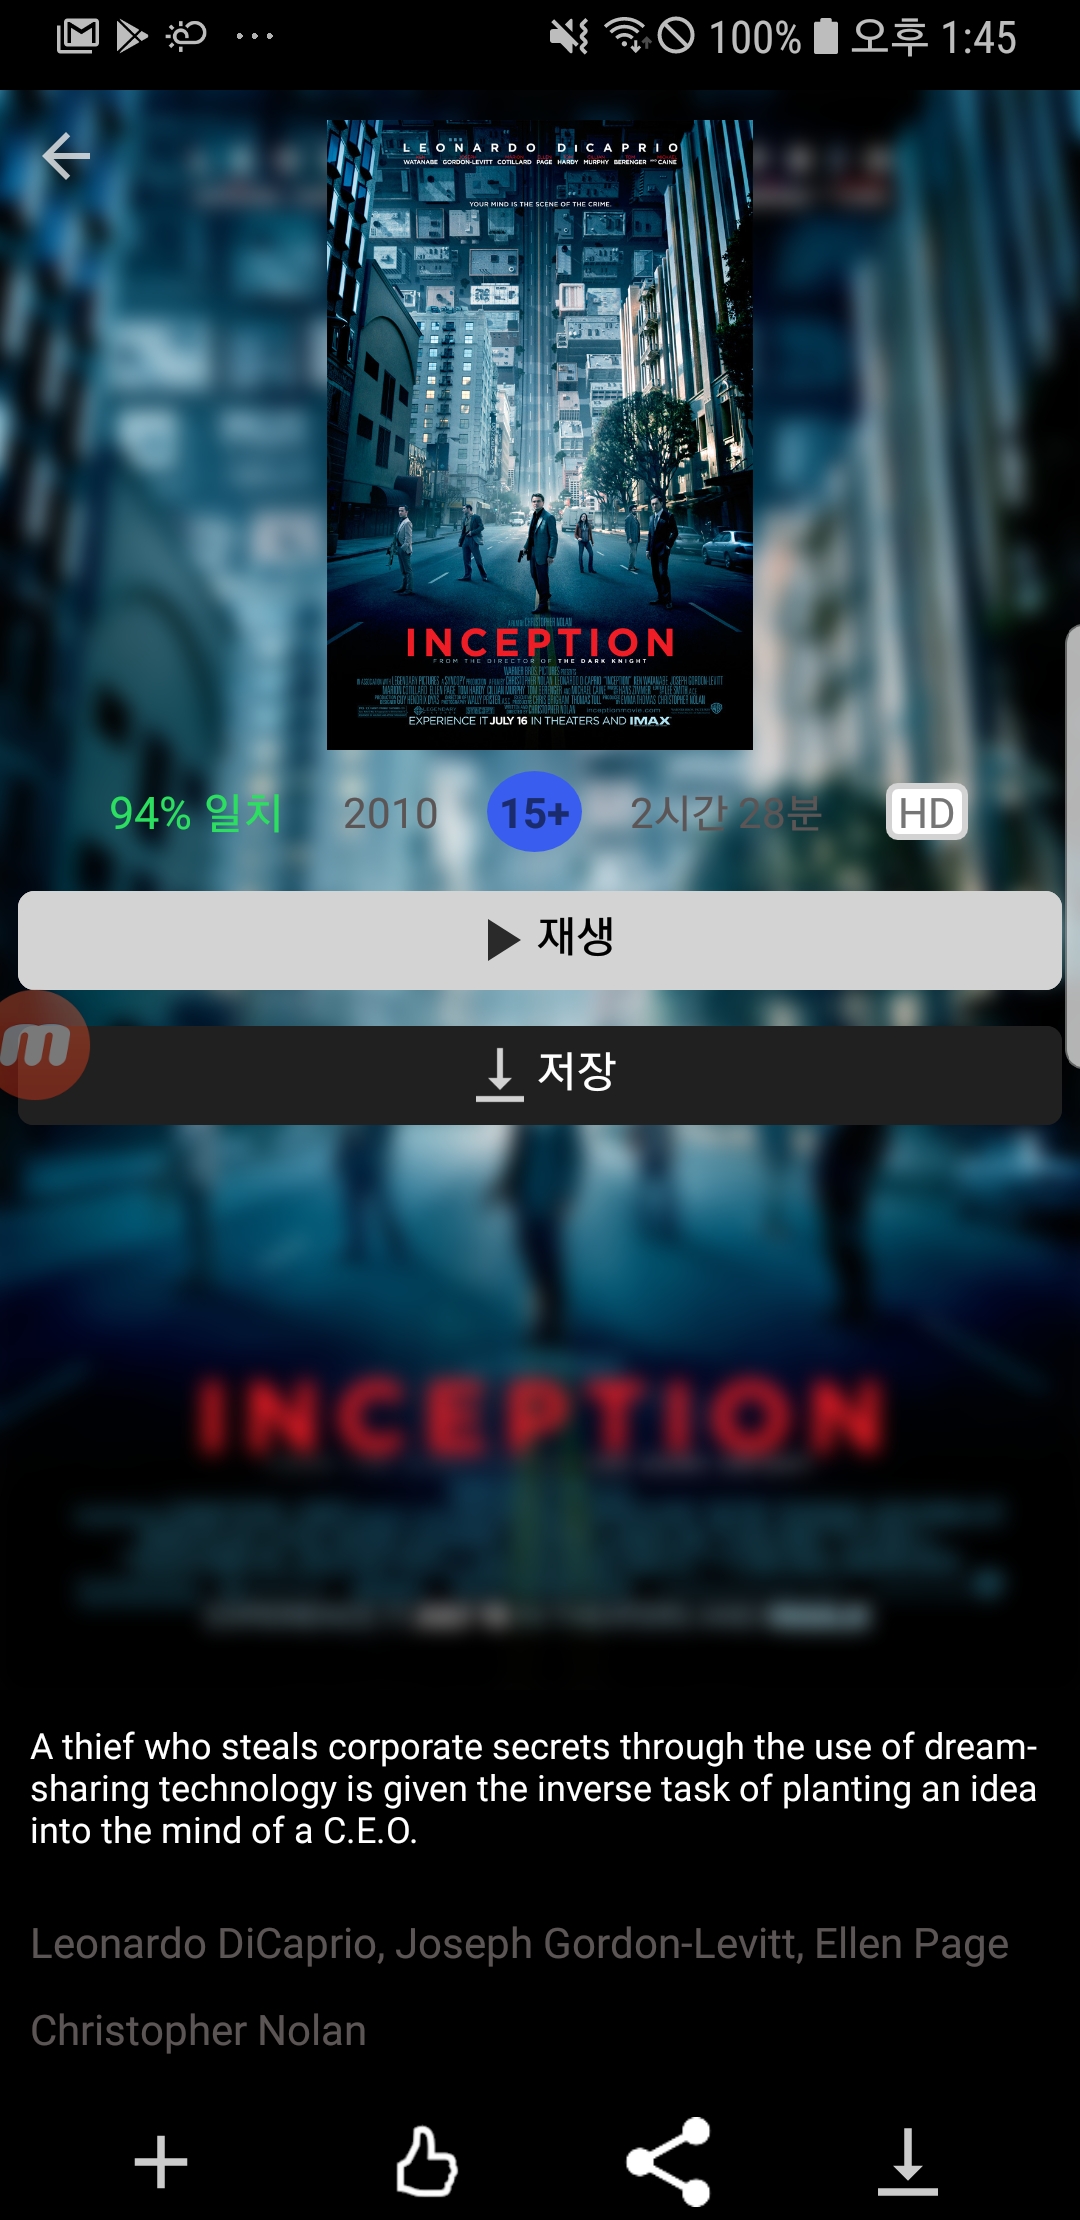 100% 오후 1:45
LEONARDO DiCAPRIO
WATANABE GORDON-LEVITT COTILLARD PAGE HARDY MURPHY BERENGER AND CAINE
YOUR MIND IS THE SCENE OF THE CRIME.
INCEPTION
FROM THE DIRECTOR OF THE DARK KNIGHT
EXPERIENCE IT JULY 16 IN THEATERS AND IMAX
94% 일치 2010 15+ 2시간 28분 HD
재생
m
저장
INCEPTION
A thief who steals corporate secrets through the use of dream-
sharing technology is given the inverse task of planting an idea
into the mind of a C.E.O.
Leonardo DiCaprio, Joseph Gordon-Levitt, Ellen Page
Christopher Nolan